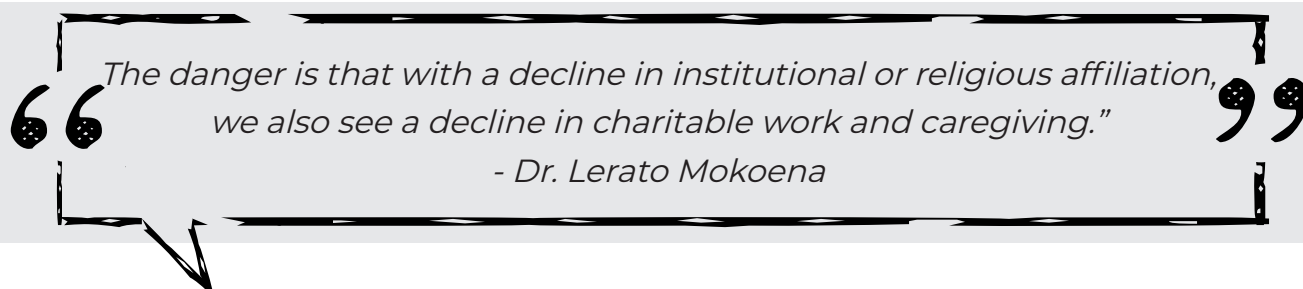 The danger is that with a decline in institutional or religious affiliation,
we also see a decline in charitable work and caregiving.”
- Dr. Lerato Mokoena